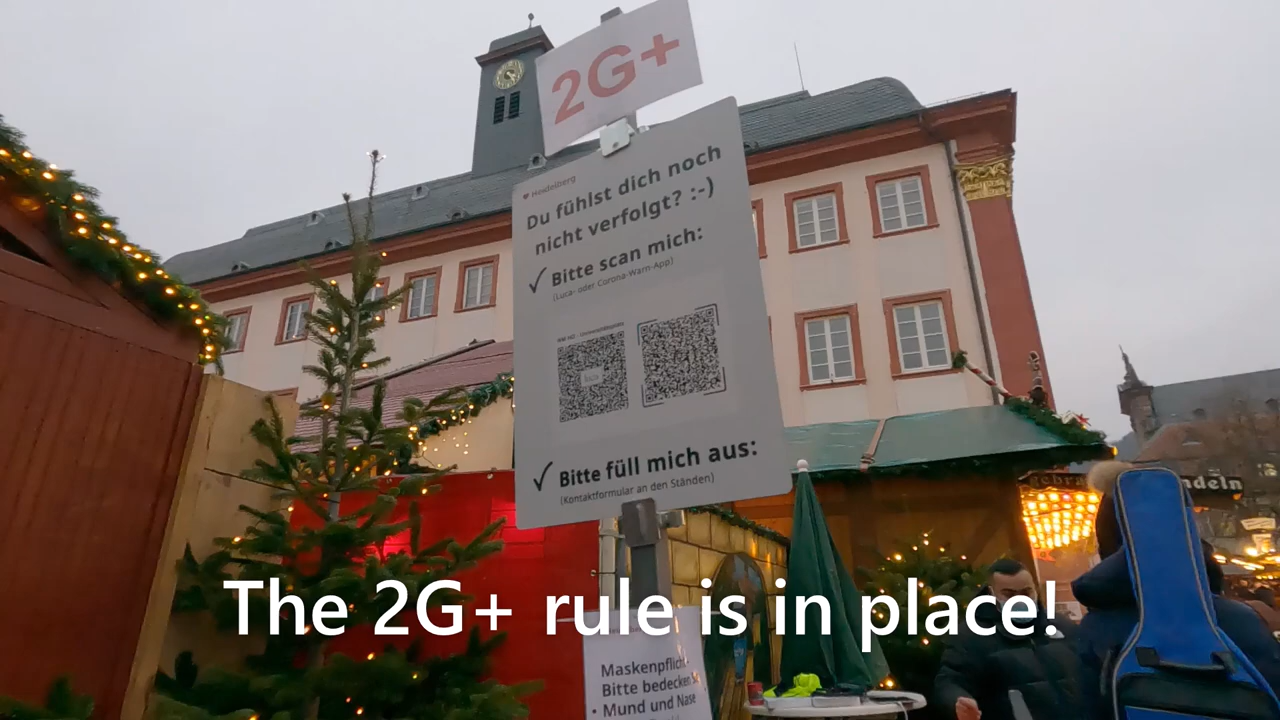 2G+
Heidelberg
Du fühlst dich noch
nicht verfolgt? :-)
✓ Bitte scan mich:
(Luca- oder Corona-Warn-App)
✓ Bitte füll mich aus:
(Kontaktformular an den Ständen)
ndeln
The 2G+ rule is in place!
Maskenpflicht
Bitte bedecken
• Mund und Nase